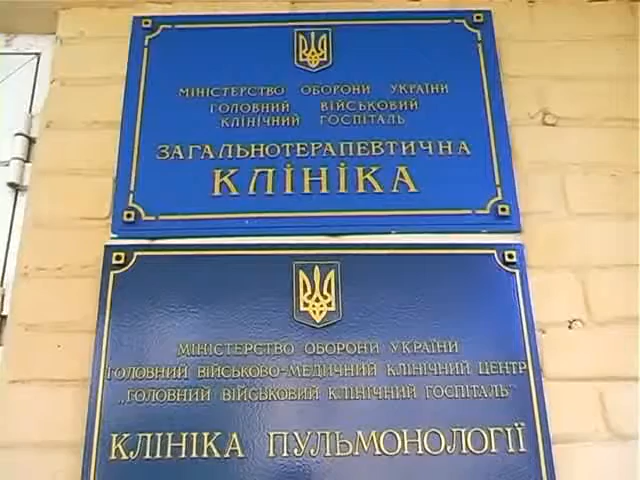 МІНІСТЕРСТВО ОБОРОНИ УКРАЇНИ
ГОЛОВНИЙ ВІЙСЬКОВИЙ
КЛІНІЧНИЙ ГОСПІТАЛЬ
ЗАГАЛЬНОТЕРАПЕВТИЧНА
КЛІНІКА
МІНІСТЕРСТВО ОБОРОНИ УКРАЇНИ
ГОЛОВНИЙ ВІЙСЬКОВО-МЕДИЧНИЙ КЛІНІЧНИЙ ЦЕНТР
„ГОЛОВНИЙ ВІЙСЬКОВИЙ КЛІНІЧНИЙ ГОСПІТАЛЬ"
КЛІНІКА ПУЛЬМОНОЛОГІЇ